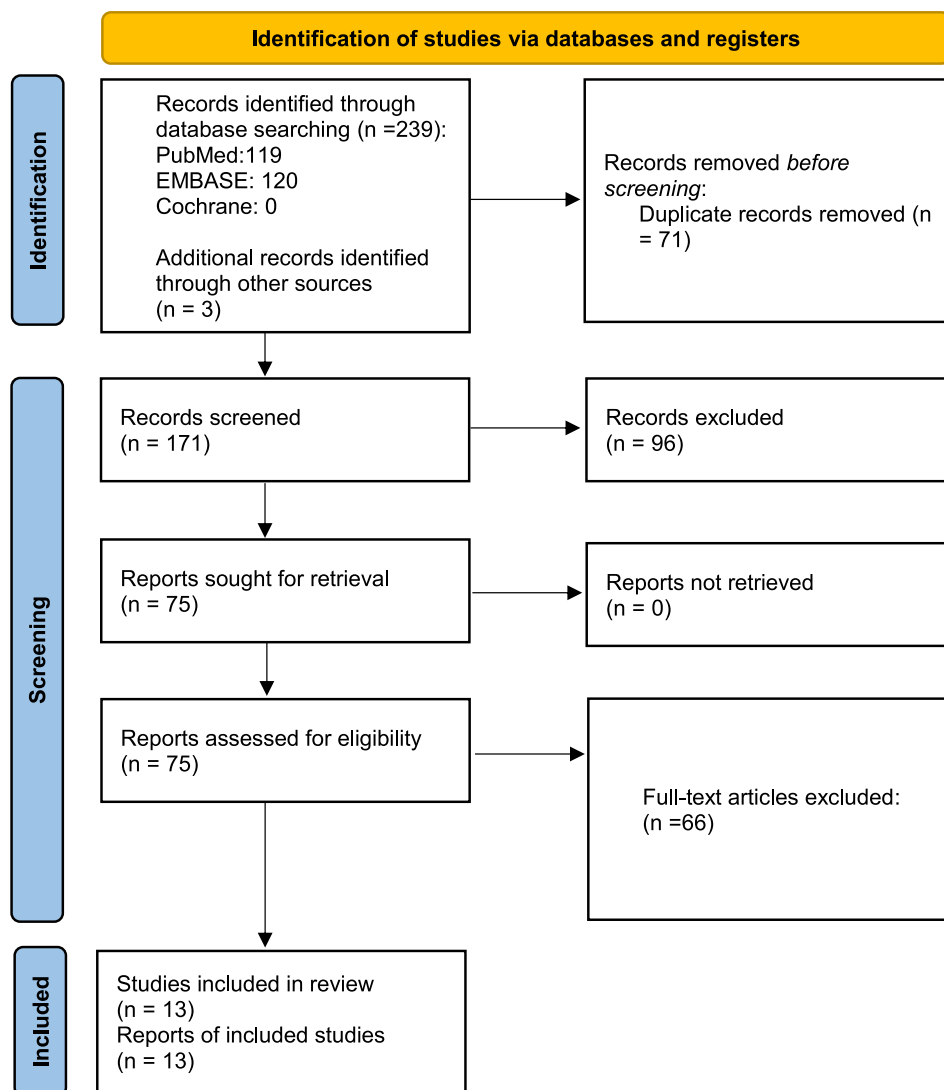 Identification of studies via databases and registers
Identification
Records identified through
database searching (n =239):
PubMed:119
EMBASE: 120
Cochrane: 0
Additional records identified
through other sources
(n = 3)
Records removed before
screening:
Duplicate records removed (n
= 71)
Screening
Records screened
(n = 171)
Records excluded
(n = 96)
Reports sought for retrieval
(n = 75)
Reports not retrieved
(n = 0)
Reports assessed for eligibility
(n = 75)
Full-text articles excluded:
(n =66)
Included
Studies included in review
(n = 13)
Reports of included studies
(n = 13)